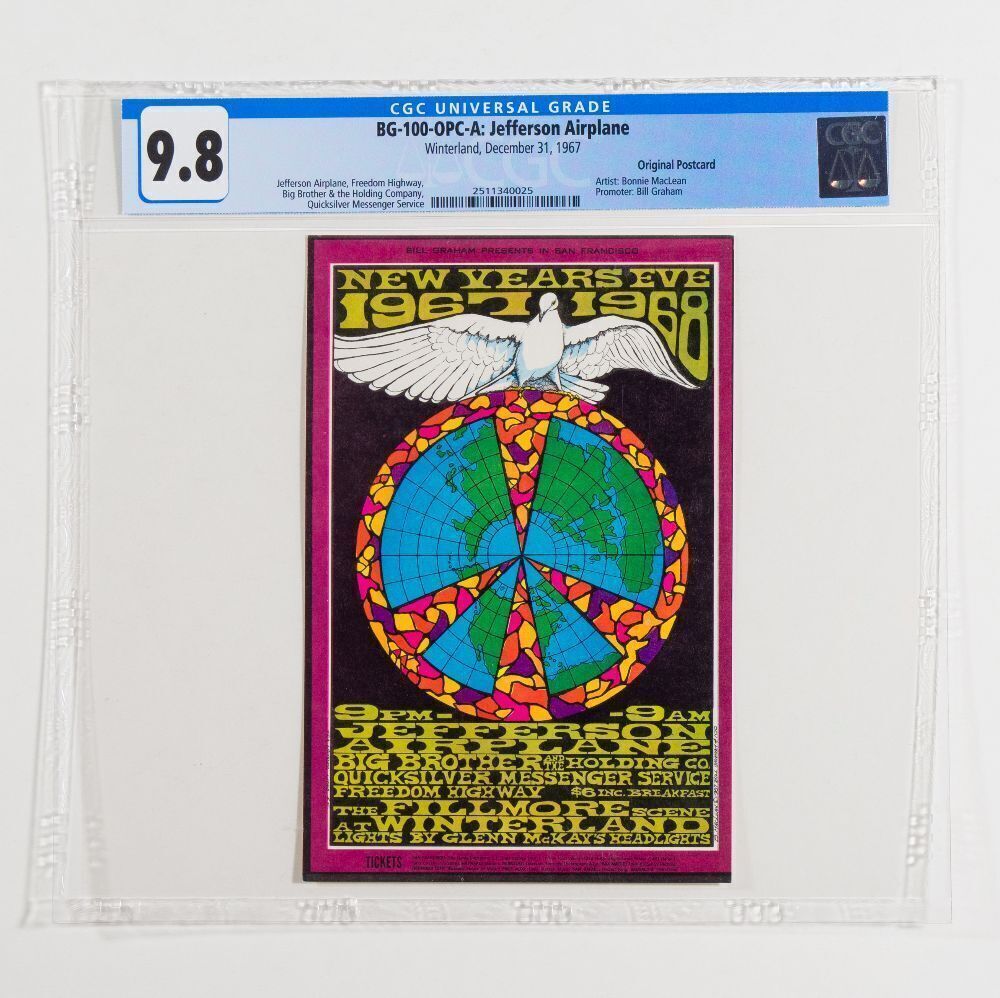 CGC UNIVERSAL GRADE
9.8
BG-100-OPC-A: Jefferson Airplane
Winterland, December 31, 1967
Original Postcard
Jefferson Airplane, Freedom Highway,
Big Brother & the Holding Company,
Quicksilver Messenger Service
2511340025
Artist: Bonnie MacLean
Promoter: Bill Graham
CGC
BILL GRAHAM PRESENTS IN SAN FRANCISCO
NEW YEARS EVE
1967 1968
9PM- -9AM
JEFFERSON
AIRPLANE
BIG BROTHER AND THE HOLDING CO.
QUICKSILVER MESSENGER SERVICE
FREEDOM HIGHWAY $6 INC. BREAKFAST
THE FILLMORE SCENE
AT WINTERLAND
LIGHTS BY GLENN McKAY'S HEADLIGHTS
TICKETS